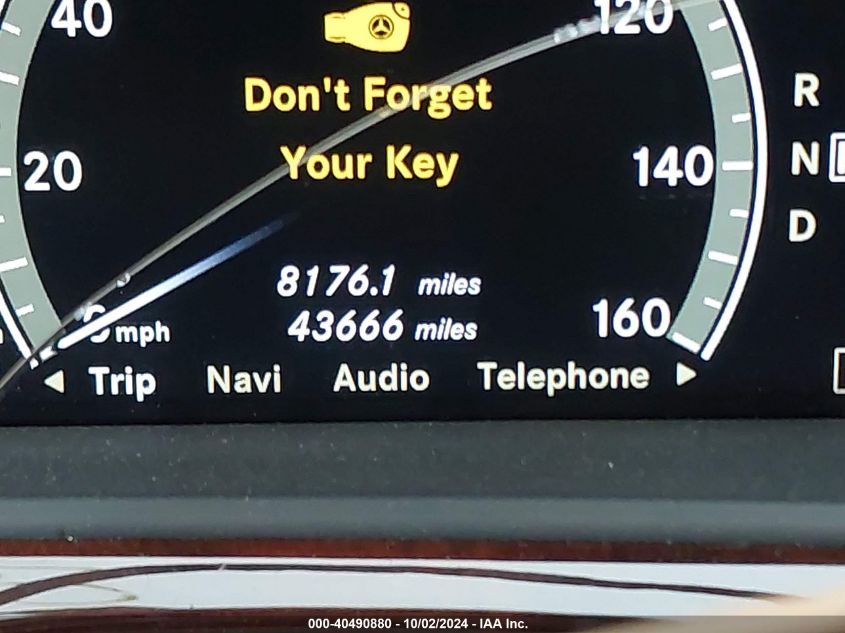 40
120
Don't Forget
R
Your Key
20
140
N
D
8176.1 miles
43666 miles
160
mph
Trip Navi Audio Telephone
000-40490880 - 10/02/2024 - IAA Inc.